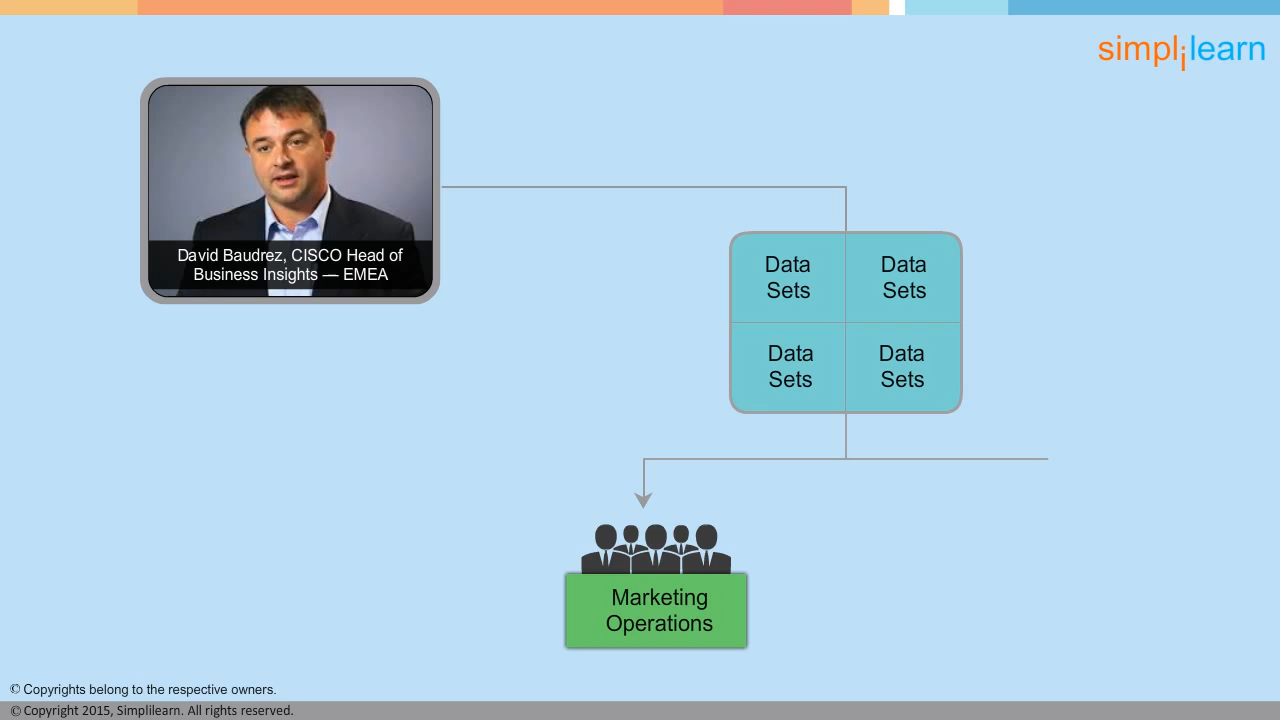 simplilearn
David Baudrez, CISCO Head of
Business Insights — EMEA
Data
Sets
Data
Sets
Data
Sets
Data
Sets
Marketing
Operations
© Copyrights belong to the respective owners.
© Copyright 2015, Simplilearn. All rights reserved.